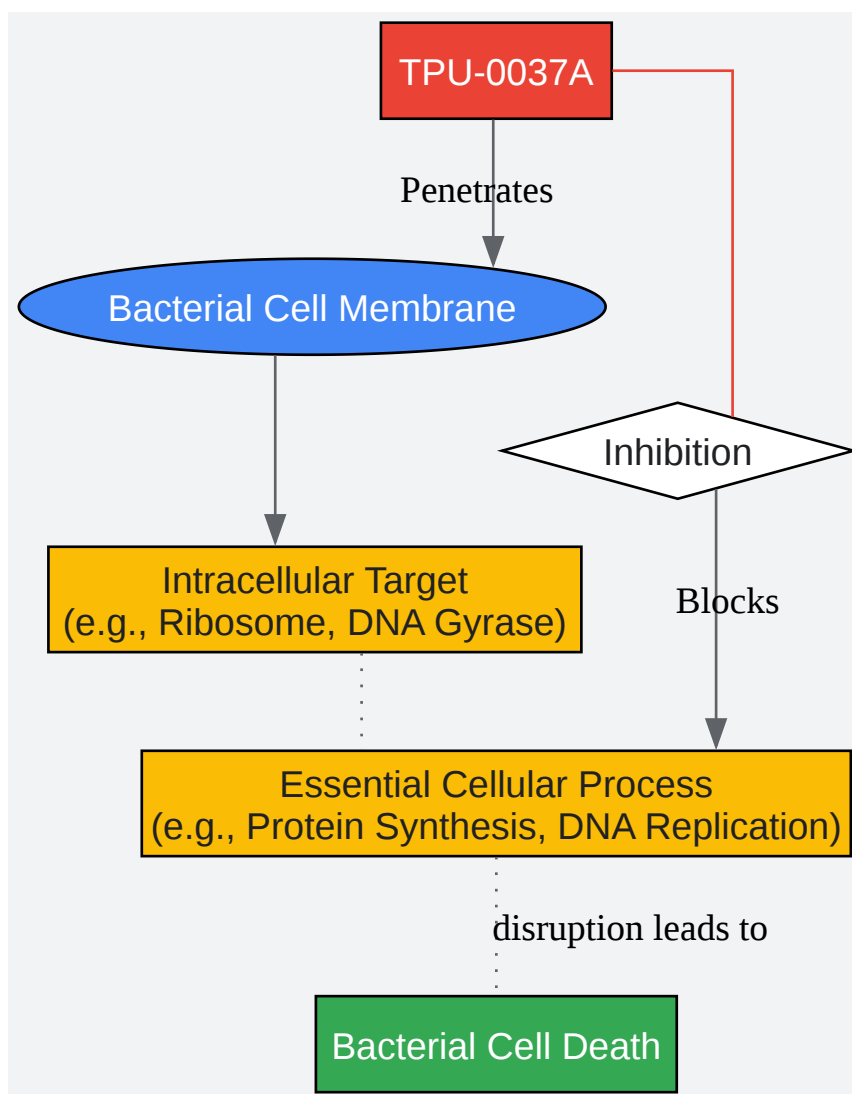 TPU-0037A
Penetrates
Bacterial Cell Membrane
Inhibition
Intracellular Target
(e.g., Ribosome, DNA Gyrase)
Blocks
Essential Cellular Process
(e.g., Protein Synthesis, DNA Replication)
disruption leads to
Bacterial Cell Death